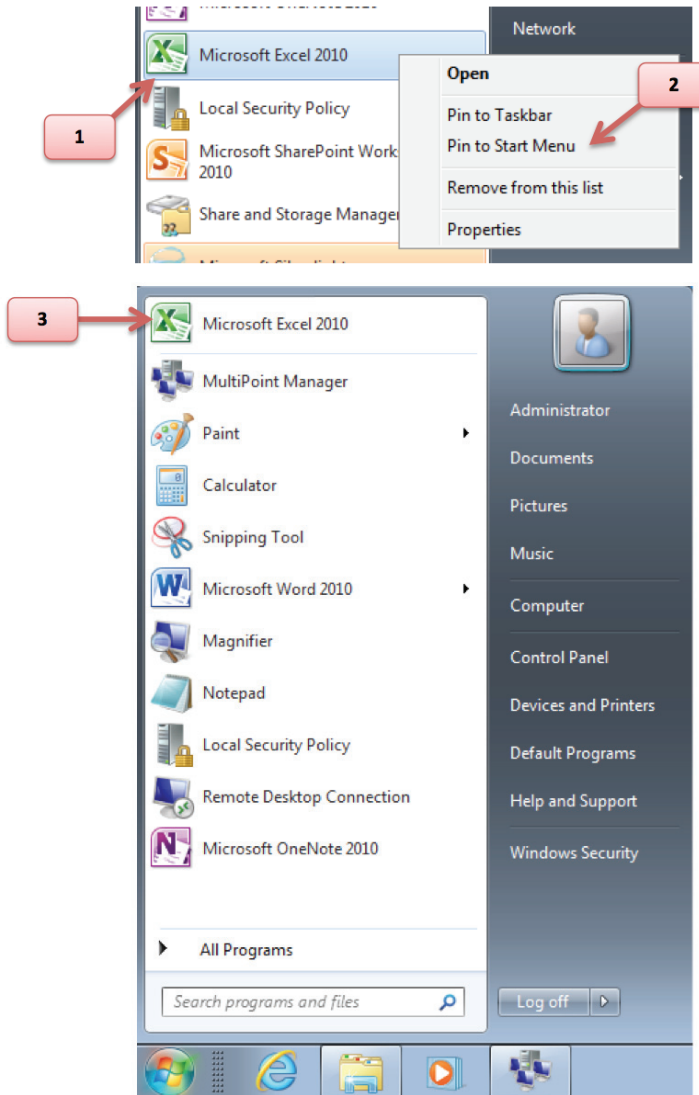 Network
Microsoft Excel 2010
Open
2
Local Security Policy
Pin to Taskbar
1
Pin to Start Menu
Microsoft SharePoint Work
2010
Remove from this list
Share and Storage Manage
Properties
3
Microsoft Excel 2010
MultiPoint Manager
Administrator
Paint
Documents
Calculator
Pictures
Snipping Tool
Music
Microsoft Word 2010
Computer
Magnifier
Control Panel
Notepad
Devices and Printers
Local Security Policy
Default Programs
Remote Desktop Connection
Help and Support
Microsoft OneNote 2010
Windows Security
All Programs
Search programs and files
Log off